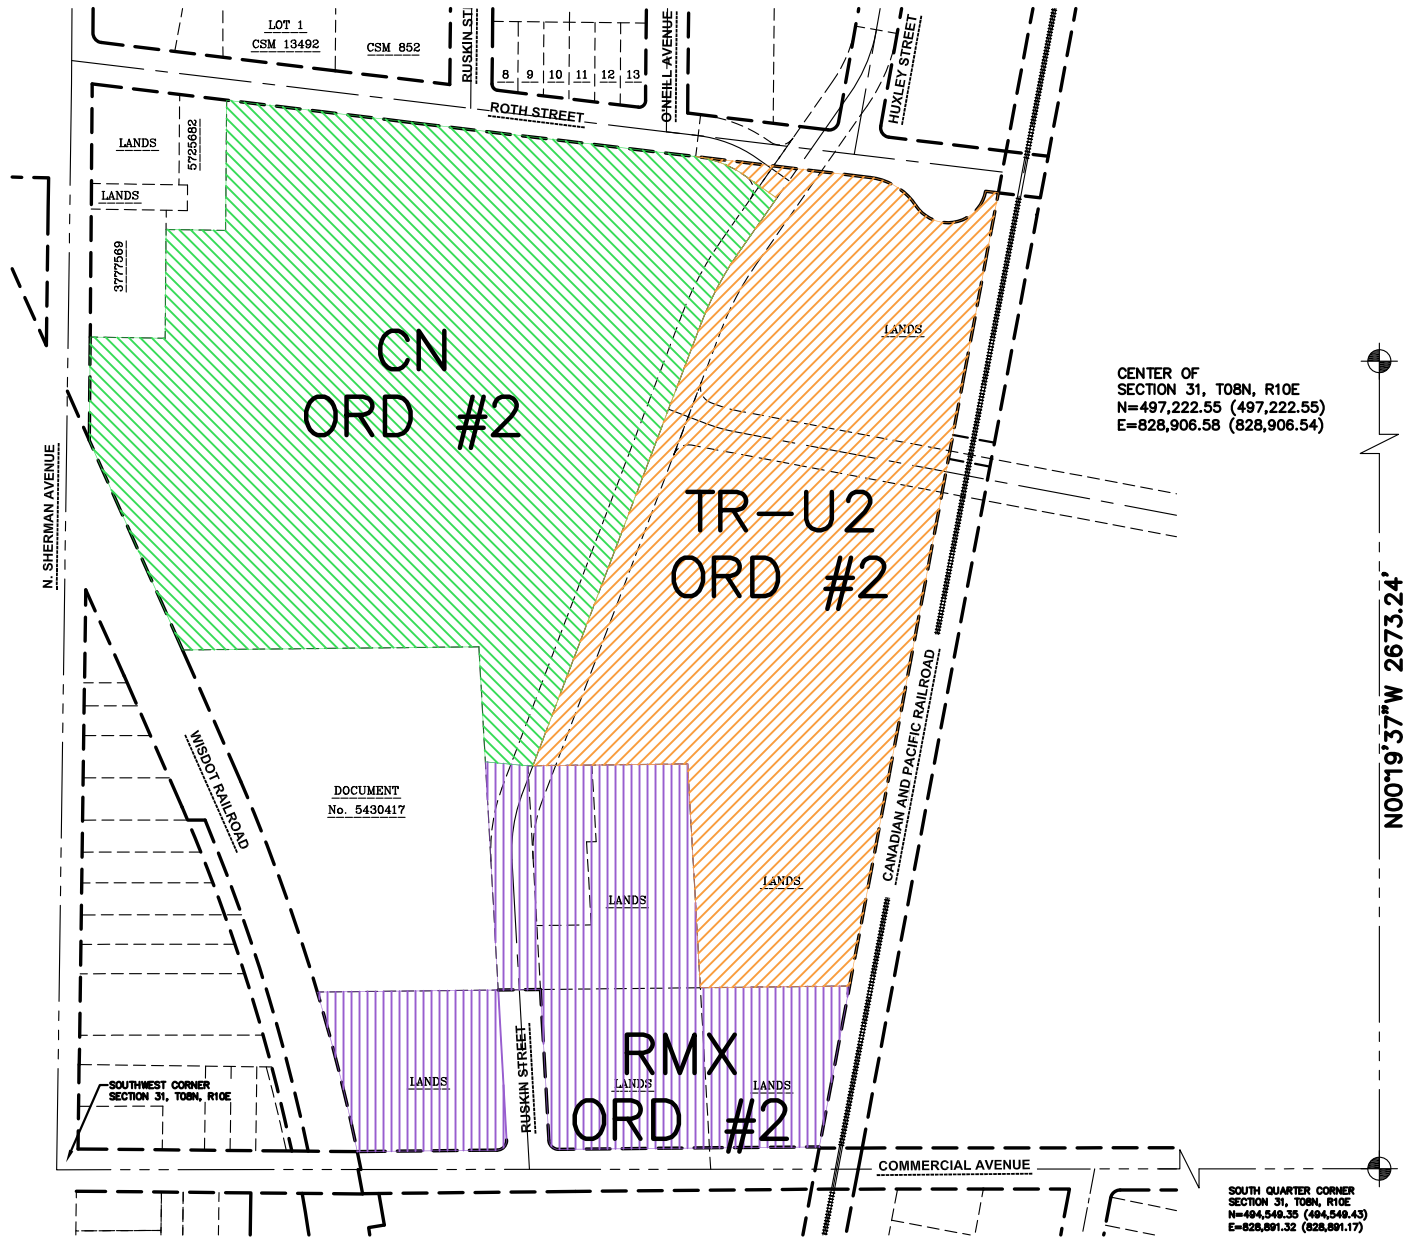 LOT 1
CSM 13492
CSM 852
RUSKIN ST
8 9 10 11 12 13
O'NEILL AVENUE
HUXLEY STREET
ROTH STREET
LANDS
5725682
LANDS
3777569
CN
ORD #2
LANDS
CENTER OF
SECTION 31, T08N, R10E
N=497,222.55 (497,222.55)
E=828,906.58 (828,906.54)
N. SHERMAN AVENUE
TR-U2
ORD #2
N00°19'37"W 2673.24'
WISDOT RAILROAD
CANADIAN AND PACIFIC RAILROAD
DOCUMENT
No. 5430417
LANDS
LANDS
RUSKIN STREET
RMX
ORD #2
LANDS
LANDS
LANDS
SOUTHWEST CORNER
SECTION 31, T08N, R10E
COMMERCIAL AVENUE
SOUTH QUARTER CORNER
SECTION 31, T08N, R10E
N=494,549.35 (494,549.43)
E=828,891.32 (828,891.17)